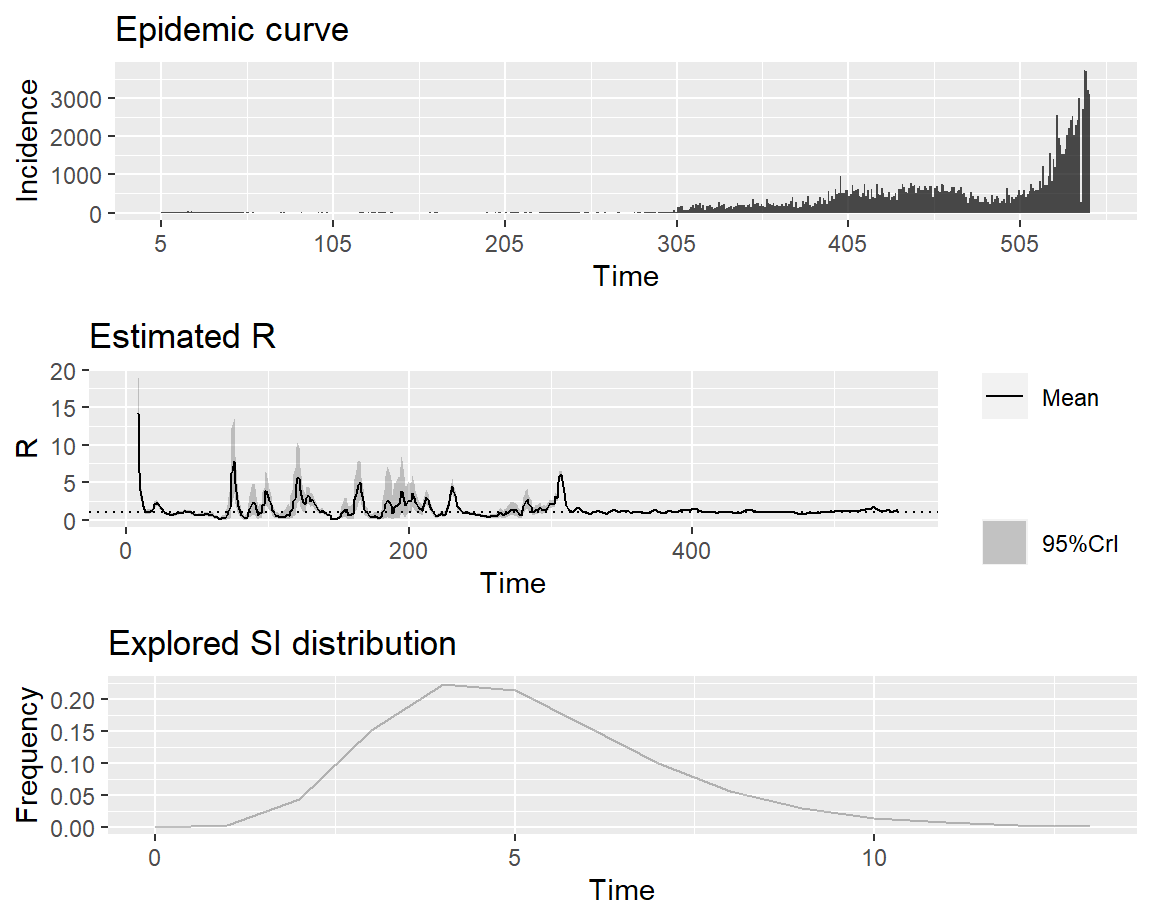 Epidemic curve
Incidence
3000
2000
1000
0
5 105 205 305 405 505
Time
Estimated R
R
20
15
10
5
0
0 200 400
Time
Mean
95%CrI
Explored SI distribution
Frequency
0.20
0.15
0.10
0.05
0.00
0 5 10
Time